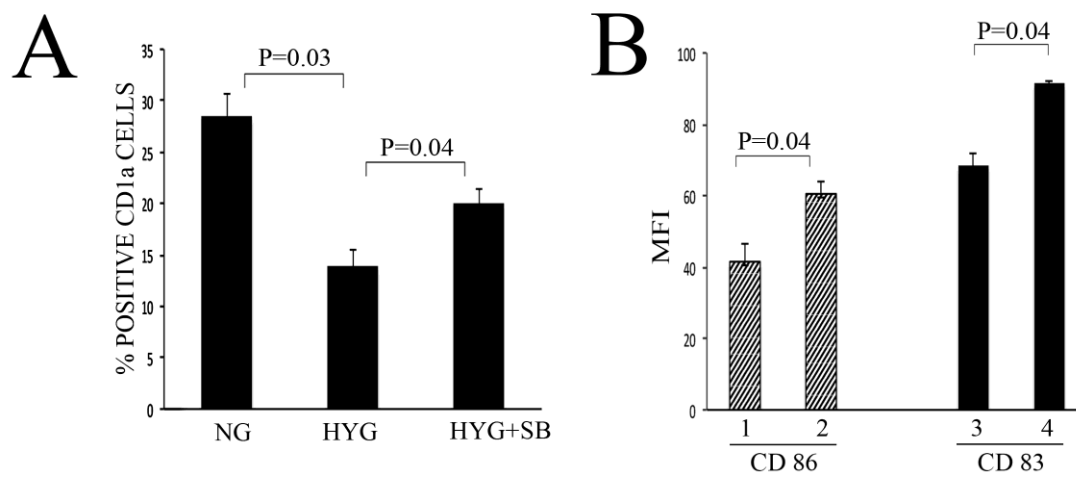 A
P=0.03
P=0.04
% POSITIVE CD1a CELLS
35
30
25
20
15
10
5
0
NG HYG HYG+SB
B
P=0.04
P=0.04
MFI
100
80
60
40
20
0
1 2 3 4
CD 86 CD 83